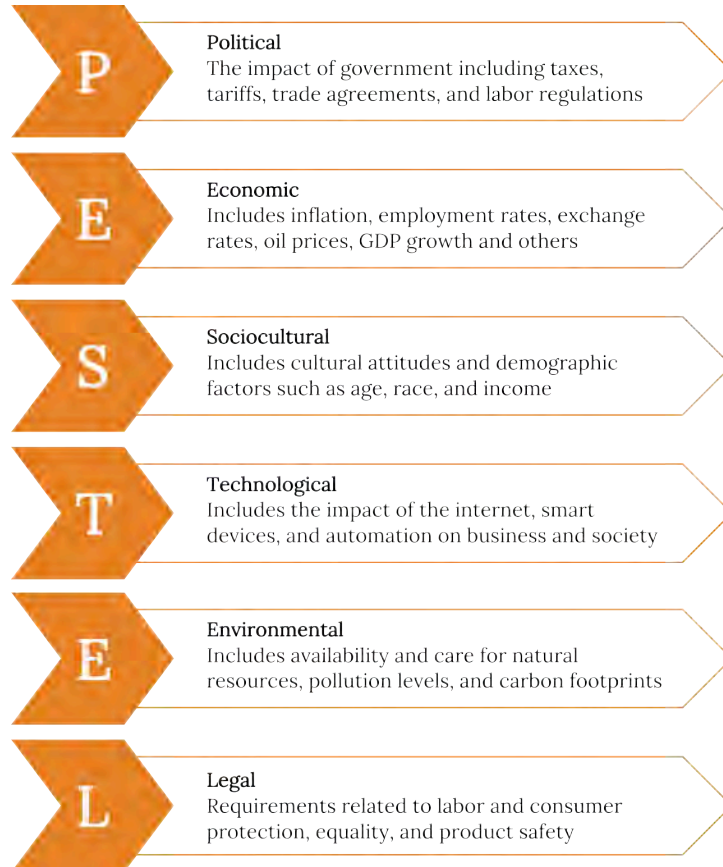 P
Political
The impact of government including taxes,
tariffs, trade agreements, and labor regulations
E
Economic
Includes inflation, employment rates, exchange
rates, oil prices, GDP growth and others
S
Sociocultural
Includes cultural attitudes and demographic
factors such as age, race, and income
T
Technological
Includes the impact of the internet, smart
devices, and automation on business and society
E
Environmental
Includes availability and care for natural
resources, pollution levels, and carbon footprints
L
Legal
Requirements related to labor and consumer
protection, equality, and product safety